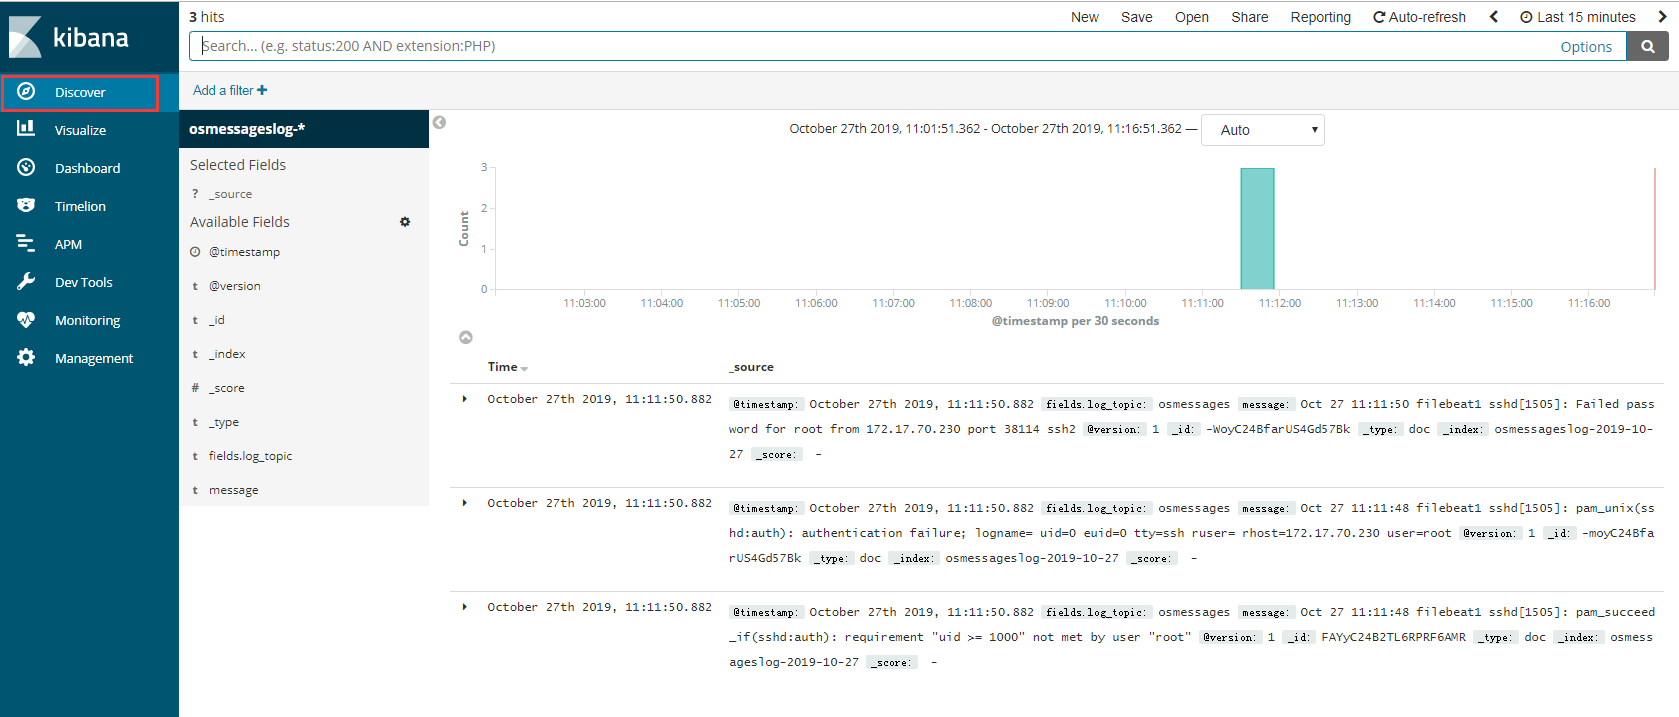 kibana
Discover
Visualize
Dashboard
Timelion
APM
Dev Tools
Monitoring
Management
3 hits
New Save Open Share Reporting Auto-refresh Last 15 minutes
Search... (e.g. status:200 AND extension:PHP) Options
Add a filter +
osmessageslog-*
Selected Fields
? _source
Available Fields
@timestamp
t @version
t _id
t _index
# _score
t _type
t fields.log_topic
t message
October 27th 2019, 11:01:51.362 - October 27th 2019, 11:16:51.362 — Auto
Count
3
2
1
0
11:03:00 11:04:00 11:05:00 11:06:00 11:07:00 11:08:00 11:09:00 11:10:00 11:11:00 11:12:00 11:13:00 11:14:00 11:15:00 11:16:00
@timestamp per 30 seconds
Time _source
October 27th 2019, 11:11:50.882 @timestamp: October 27th 2019, 11:11:50.882 fields.log_topic: osmessages message: Oct 27 11:11:50 filebeat1 sshd[1505]: Failed pass
word for root from 172.17.70.230 port 38114 ssh2 @version: 1 _id: -WoyC24BfarUS4Gd57Bk _type: doc _index: osmessageslog-2019-10-
27 _score: -
October 27th 2019, 11:11:50.882 @timestamp: October 27th 2019, 11:11:50.882 fields.log_topic: osmessages message: Oct 27 11:11:48 filebeat1 sshd[1505]: pam_unix(ss
hd:auth): authentication failure; logname= uid=0 euid=0 tty=ssh ruser= rhost=172.17.70.230 user=root @version: 1 _id: -moyC24Bfa
rUS4Gd57Bk _type: doc _index: osmessageslog-2019-10-27 _score: -
October 27th 2019, 11:11:50.882 @timestamp: October 27th 2019, 11:11:50.882 fields.log_topic: osmessages message: Oct 27 11:11:48 filebeat1 sshd[1505]: pam_succeed
_if(sshd:auth): requirement "uid >= 1000" not met by user "root" @version: 1 _id: FAYyC24B2TL6RPRF6AMR _type: doc _index: osmess
ageslog-2019-10-27 _score: -